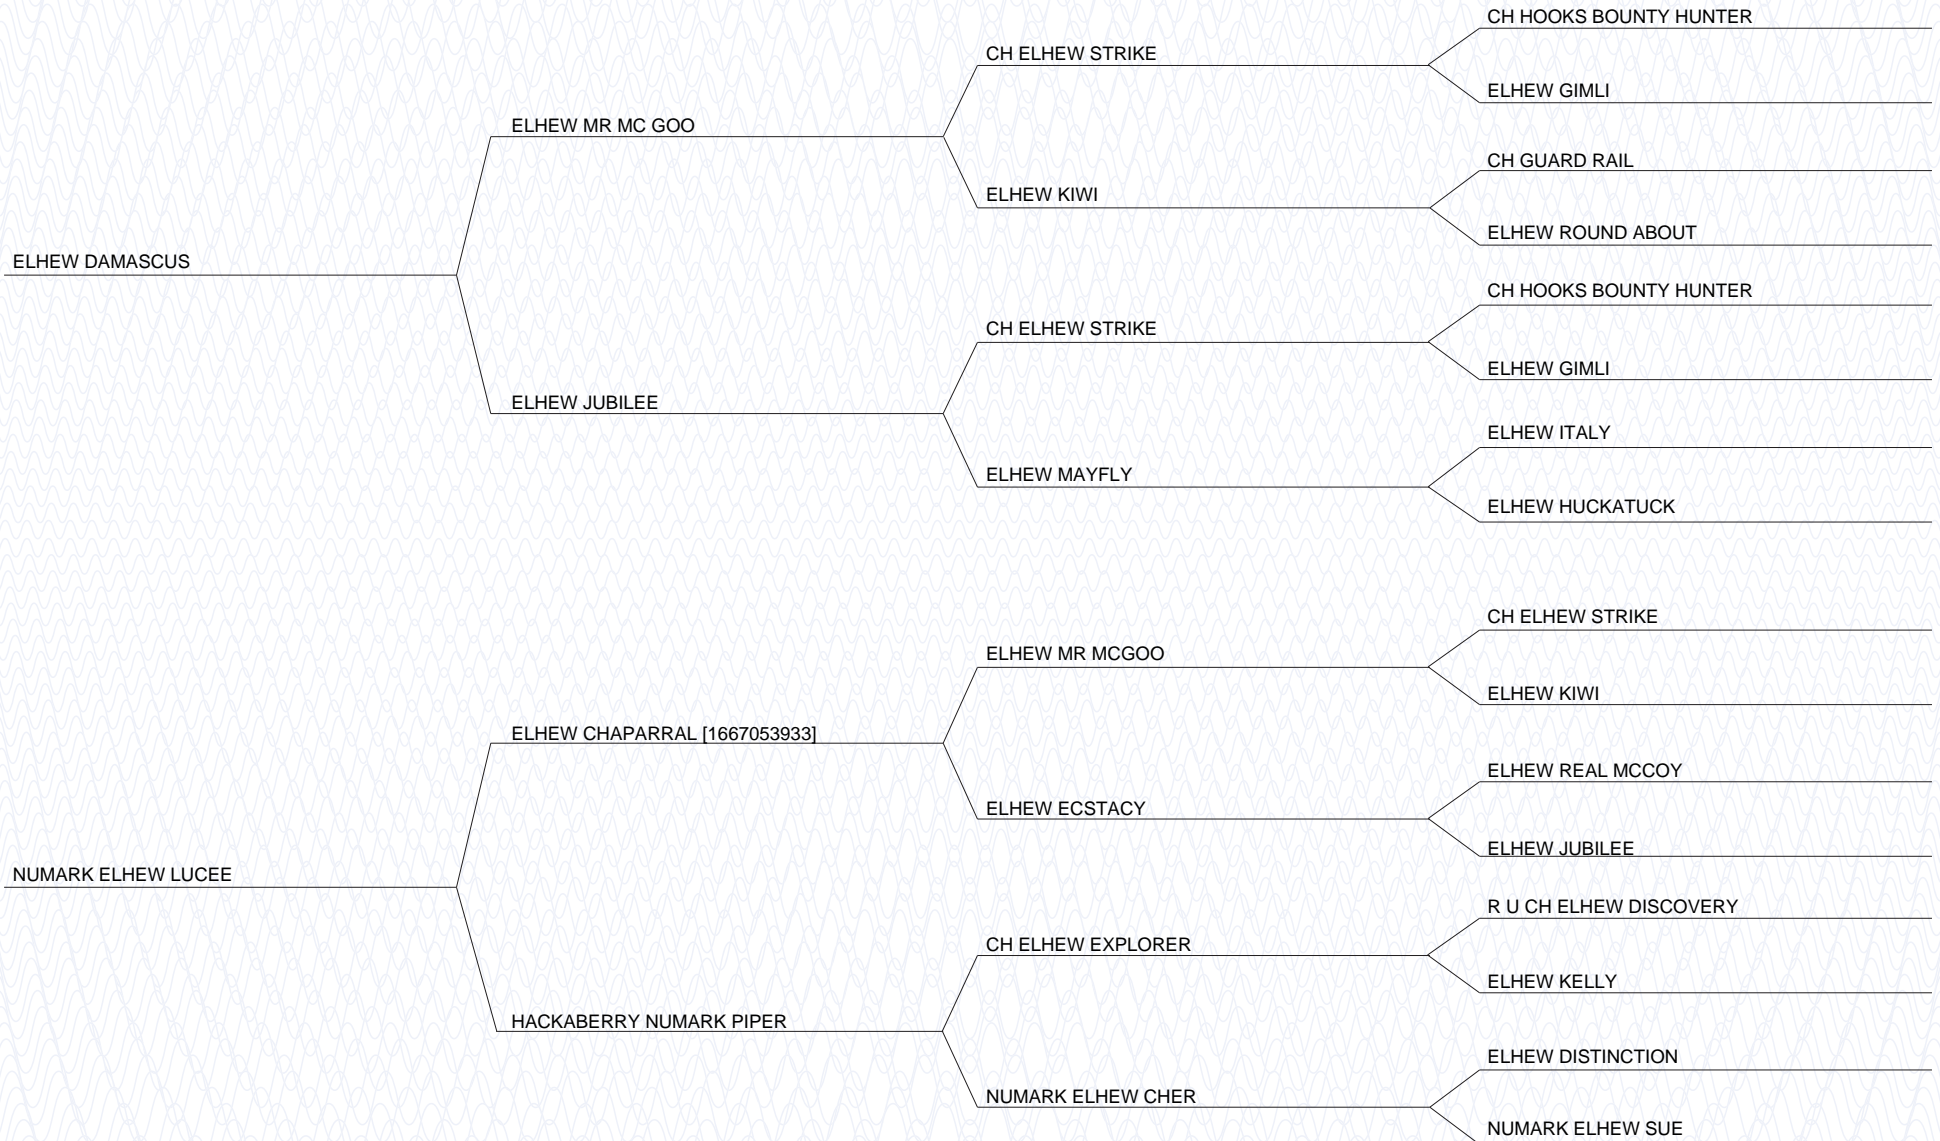 CH HOOKS BOUNTY HUNTER
CH ELHEW STRIKE
ELHEW GIMLI
ELHEW MR MC GOO
CH GUARD RAIL
ELHEW KIWI
ELHEW ROUND ABOUT
ELHEW DAMASCUS
CH HOOKS BOUNTY HUNTER
CH ELHEW STRIKE
ELHEW GIMLI
ELHEW JUBILEE
ELHEW ITALY
ELHEW MAYFLY
ELHEW HUCKATUCK
CH ELHEW STRIKE
ELHEW MR MCGOO
ELHEW KIWI
ELHEW CHAPARRAL [1667053933]
ELHEW REAL MCCOY
ELHEW ECSTACY
ELHEW JUBILEE
NUMARK ELHEW LUCEE
R U CH ELHEW DISCOVERY
CH ELHEW EXPLORER
ELHEW KELLY
HACKABERRY NUMARK PIPER
ELHEW DISTINCTION
NUMARK ELHEW CHER
NUMARK ELHEW SUE